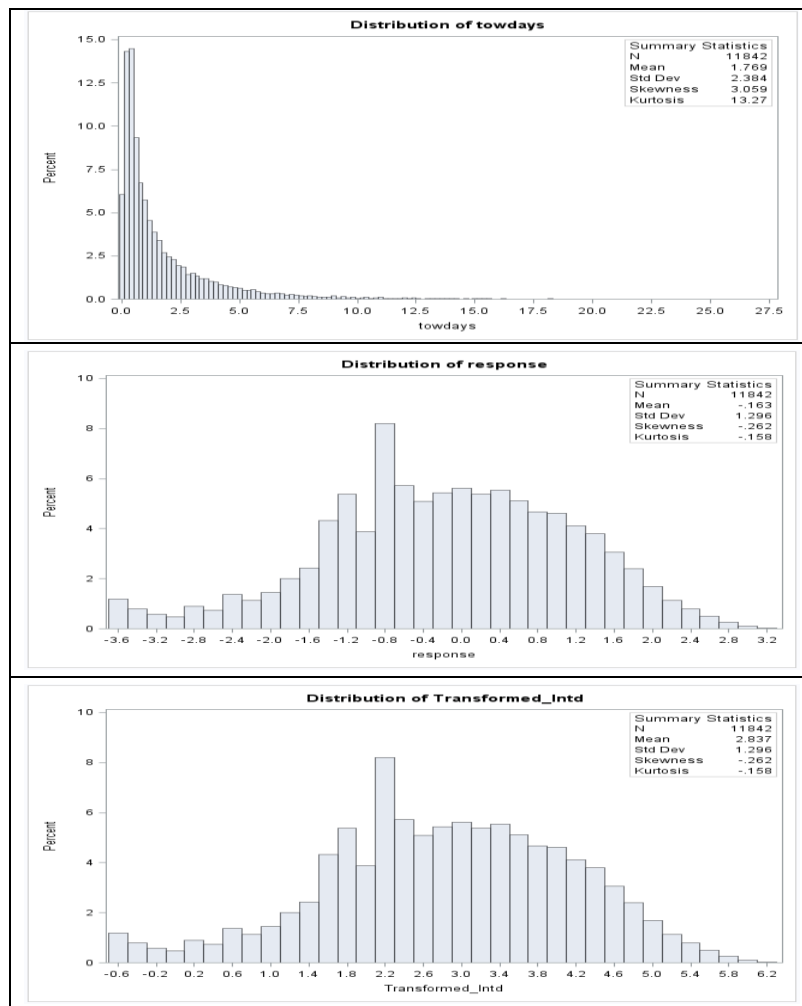 Distribution of towdays
15.0
Summary Statistics
N 11842
Mean 1.769
Std Dev 2.384
Skewness 3.059
Kurtosis 13.27
12.5
10.0
Percent
7.5
5.0
2.5
0.0
0.0 2.5 5.0 7.5 10.0 12.5 15.0 17.5 20.0 22.5 25.0 27.5
towdays
Distribution of response
10
Summary Statistics
N 11842
Mean -.163
Std Dev 1.296
Skewness -.262
Kurtosis -.158
8
6
Percent
4
2
0
-3.6 -3.2 -2.8 -2.4 -2.0 -1.6 -1.2 -0.8 -0.4 0.0 0.4 0.8 1.2 1.6 2.0 2.4 2.8 3.2
response
Distribution of Transformed_lntd
10
Summary Statistics
N 11842
Mean 2.837
Std Dev 1.296
Skewness -.262
Kurtosis -.158
8
6
Percent
4
2
0
-0.6 -0.2 0.2 0.6 1.0 1.4 1.8 2.2 2.6 3.0 3.4 3.8 4.2 4.6 5.0 5.4 5.8 6.2
Transformed_lntd